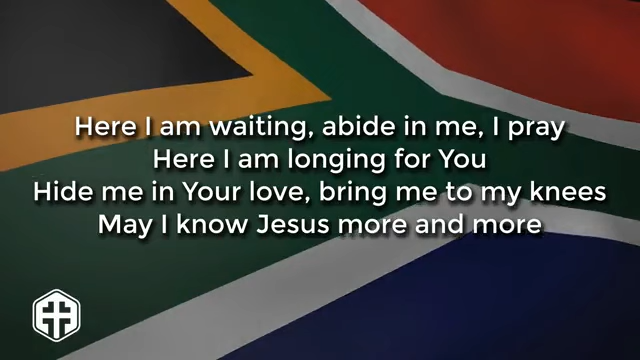 Here I am waiting, abide in me, I pray
Here I am longing for You
Hide me in Your love, bring me to my knees
May I know Jesus more and more